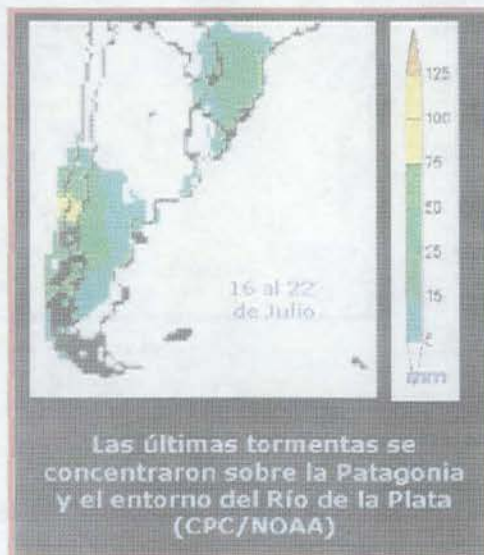 125
100
75
50
25
15
16 al 22
de Julio
Las últimas tormentas se
concentraron sobre la Patagonia
y el entorno del Río de la Plata
(CPC/NOAA)